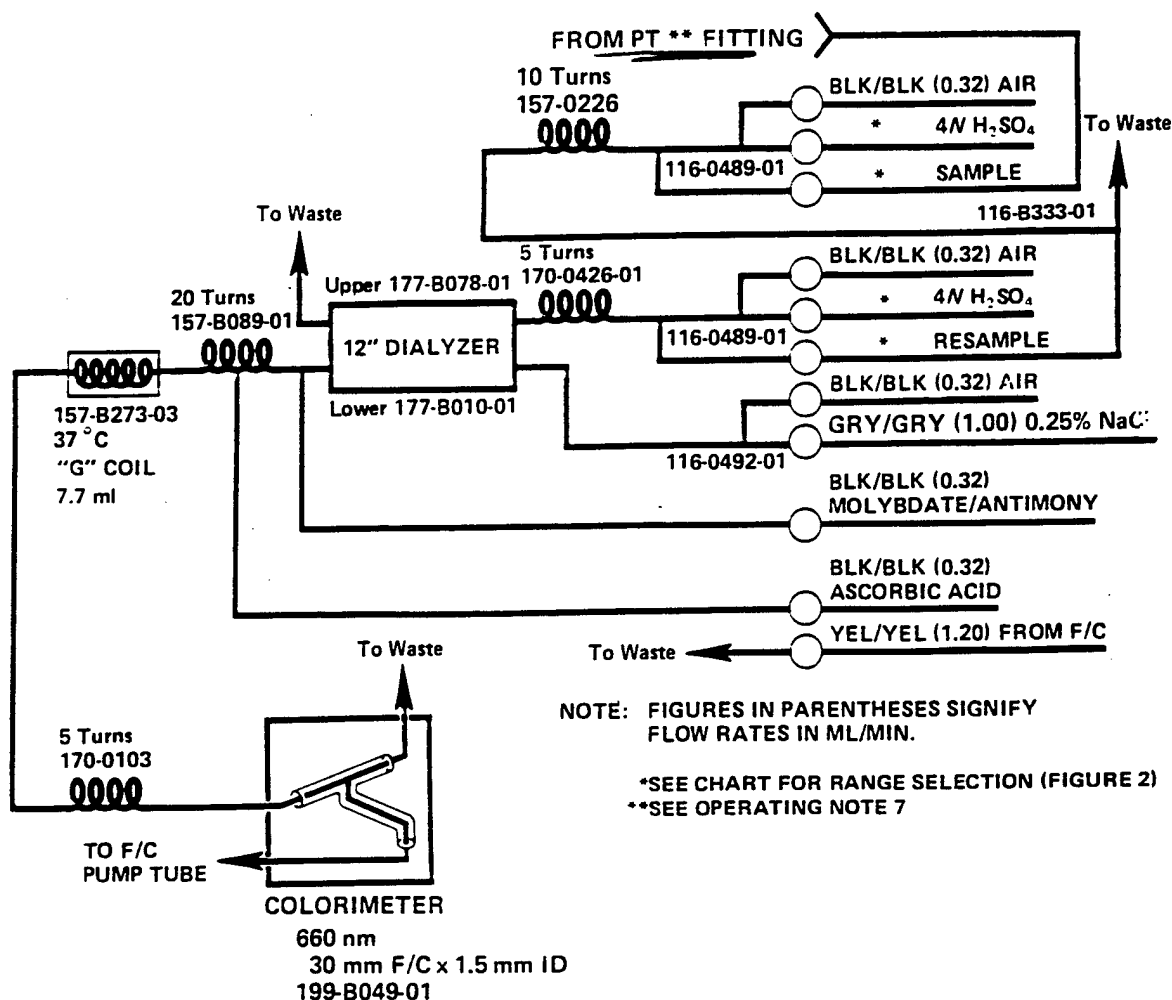 FROM PT ** FITTING
10 Turns
157-0226
BLK/BLK (0.32) AIR
* 4N H₂SO₄
116-0489-01
* SAMPLE
To Waste
116-B333-01
To Waste
5 Turns
170-0426-01
BLK/BLK (0.32) AIR
* 4N H₂SO₄
116-0489-01
* RESAMPLE
Upper 177-B078-01
12" DIALYZER
Lower 177-B010-01
20 Turns
157-B089-01
BLK/BLK (0.32) AIR
GRY/GRY (1.00) 0.25% NaCl
116-0492-01
157-B273-03
37 °C
"G" COIL
7.7 ml
BLK/BLK (0.32)
MOLYBDATE/ANTIMONY
BLK/BLK (0.32)
ASCORBIC ACID
YEL/YEL (1.20) FROM F/C
To Waste
To Waste
NOTE: FIGURES IN PARENTHESES SIGNIFY
FLOW RATES IN ML/MIN.
*SEE CHART FOR RANGE SELECTION (FIGURE 2)
**SEE OPERATING NOTE 7
5 Turns
170-0103
TO F/C
PUMP TUBE
COLORIMETER
660 nm
30 mm F/C x 1.5 mm iD
199-B049-01